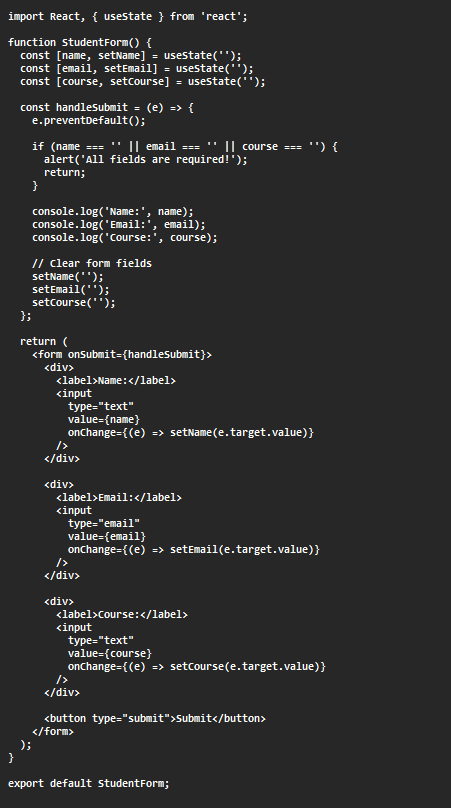 import React, { useState } from 'react';

function StudentForm() {
  const [name, setName] = useState('');
  const [email, setEmail] = useState('');
  const [course, setCourse] = useState('');

  const handleSubmit = (e) => {
    e.preventDefault();

    if (name === '' || email === '' || course === '') {
      alert('All fields are required!');
      return;
    }

    console.log('Name:', name);
    console.log('Email:', email);
    console.log('Course:', course);

    // Clear form fields
    setName('');
    setEmail('');
    setCourse('');
  };

  return (
    <form onSubmit={handleSubmit}>
      <div>
        <label>Name:</label>
        <input
          type="text"
          value={name}
          onChange={(e) => setName(e.target.value)}
        />
      </div>

      <div>
        <label>Email:</label>
        <input
          type="email"
          value={email}
          onChange={(e) => setEmail(e.target.value)}
        />
      </div>

      <div>
        <label>Course:</label>
        <input
          type="text"
          value={course}
          onChange={(e) => setCourse(e.target.value)}
        />
      </div>

      <button type="submit">Submit</button>
    </form>
  );
}

export default StudentForm;